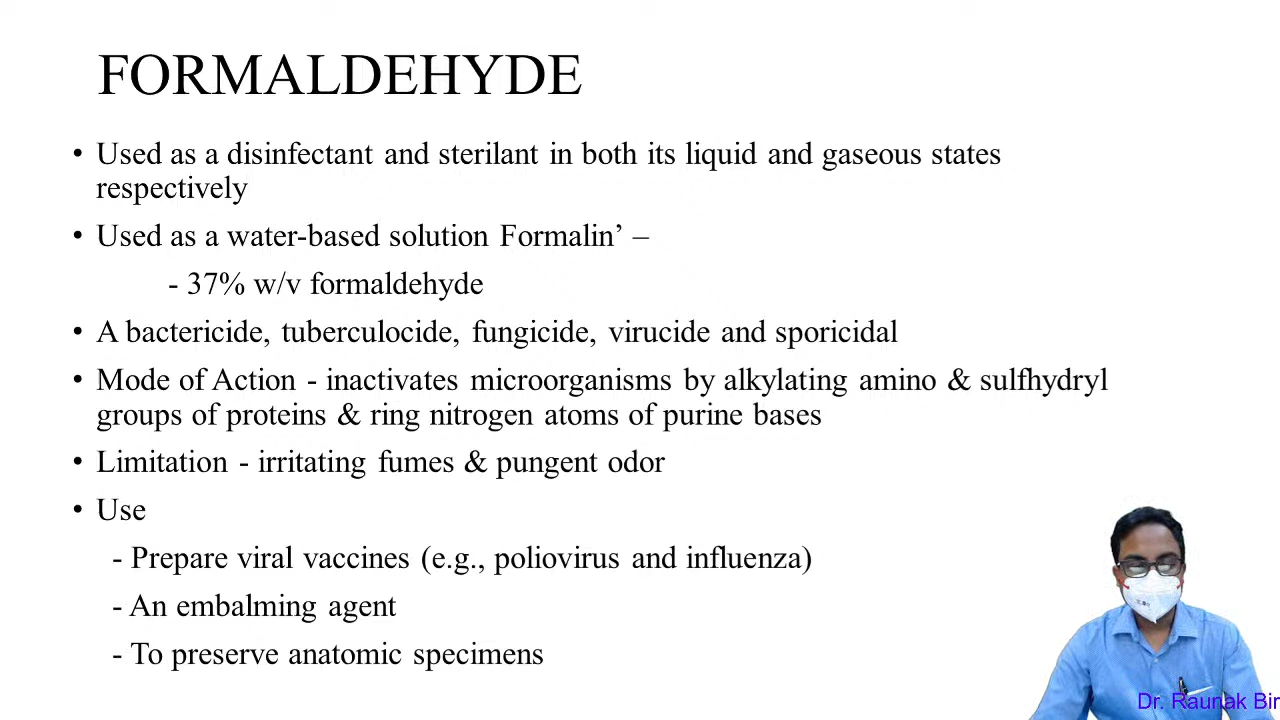 FORMALDEHYDE
• Used as a disinfectant and sterilant in both its liquid and gaseous states
respectively
• Used as a water-based solution Formalin’ –
- 37% w/v formaldehyde
• A bactericide, tuberculocide, fungicide, virucide and sporicidal
• Mode of Action - inactivates microorganisms by alkylating amino & sulfhydryl
groups of proteins & ring nitrogen atoms of purine bases
• Limitation - irritating fumes & pungent odor
• Use
- Prepare viral vaccines (e.g., poliovirus and influenza)
- An embalming agent
- To preserve anatomic specimens
Dr. Raunak Bir